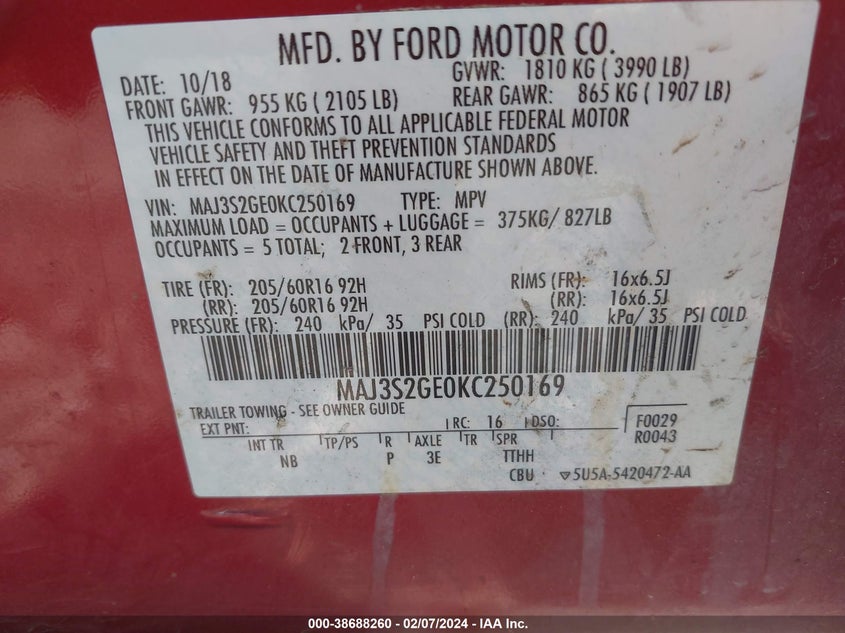 MFD. BY FORD MOTOR CO.
DATE: 10/18 GVWR: 1810 KG ( 3990 LB)
FRONT GAWR: 955 KG ( 2105 LB) REAR GAWR: 865 KG ( 1907 LB)
THIS VEHICLE CONFORMS TO ALL APPLICABLE FEDERAL MOTOR
VEHICLE SAFETY AND THEFT PREVENTION STANDARDS
IN EFFECT ON THE DATE OF MANUFACTURE SHOWN ABOVE.
VIN: MAJ3S2GE0KC250169 TYPE: MPV
MAXIMUM LOAD = OCCUPANTS + LUGGAGE = 375KG/ 827LB
OCCUPANTS = 5 TOTAL; 2 FRONT, 3 REAR
TIRE (FR): 205/60R16 92H RIMS (FR): 16x6.5J
(RR): 205/60R16 92H (RR): 16x6.5J
PRESSURE (FR): 240 kPa/ 35 PSI COLD (RR): 240 kPa/ 35 PSI COLD
MAJ3S2GE0KC250169
TRAILER TOWING - SEE OWNER GUIDE
EXT PNT: RC: 16 DSO: F0029
R0043
INT TR TP/PS R AXLE TR SPR
NB P 3E TTHH
CBU 5U5A-5420472-AA
000-38688260 - 02/07/2024 - IAA Inc.